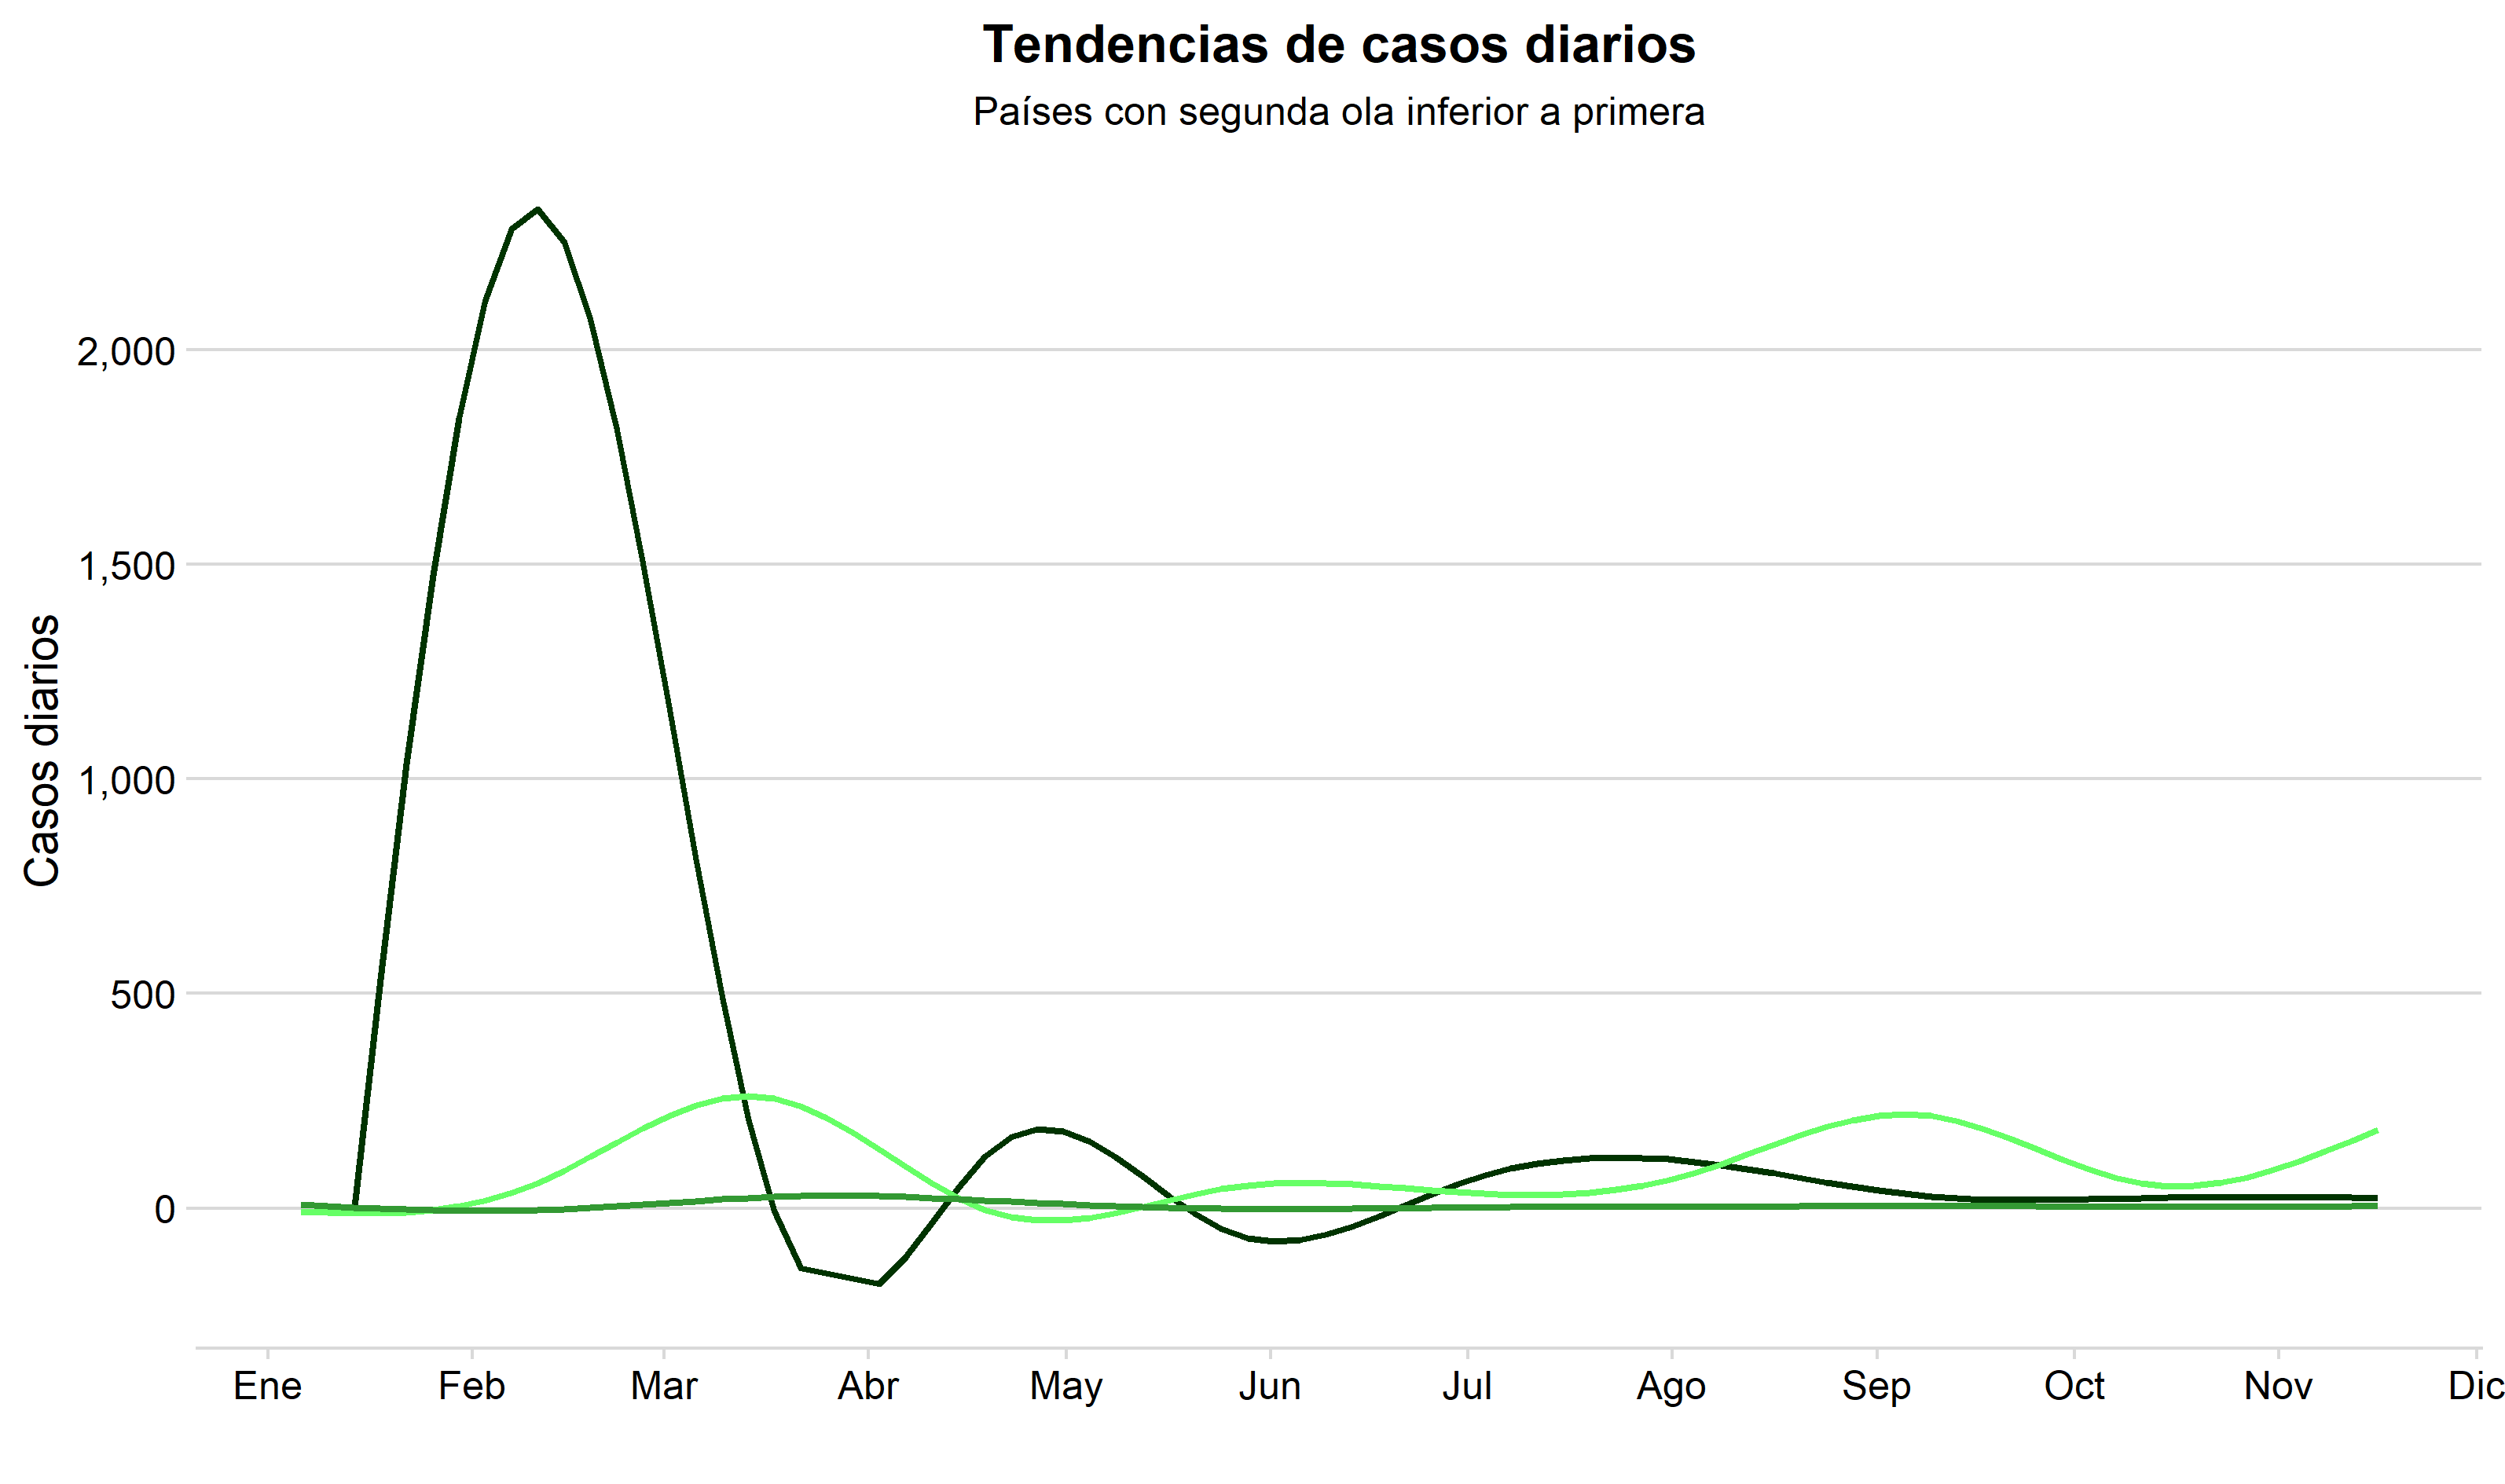 Tendencias de casos diarios
Países con segunda ola inferior a primera
Casos diarios
2,000
1,500
1,000
500
0
Ene Feb Mar Abr May Jun Jul Ago Sep Oct Nov Dic